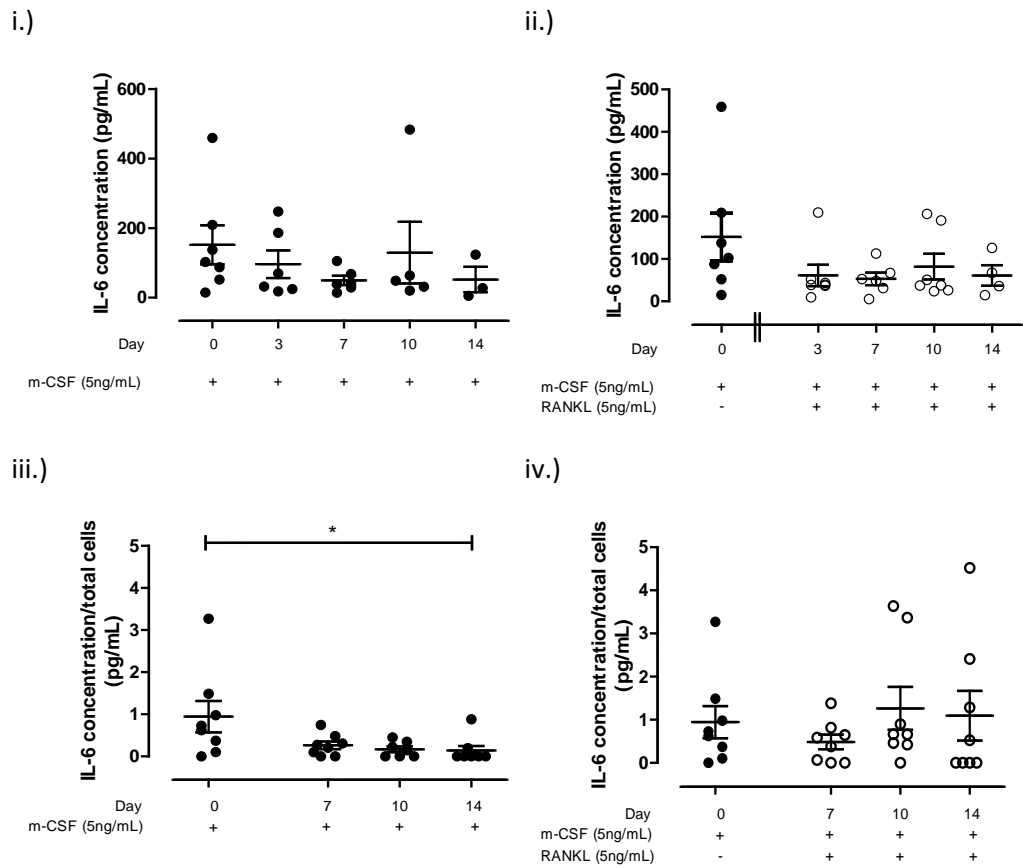 i.)
IL-6 concentration (pg/mL)
600
400
200
0
Day 0 3 7 10 14
m-CSF (5ng/mL) + + + + +
ii.)
IL-6 concentration (pg/mL)
500
400
300
200
100
0
Day 0 3 7 10 14
m-CSF (5ng/mL) + + + + +
RANKL (5ng/mL) - + + + +
iii.)
IL-6 concentration/total cells
(pg/mL)
*
5
4
3
2
1
0
Day 0 7 10 14
m-CSF (5ng/mL) + + + +
iv.)
IL-6 concentration/total cells
(pg/mL)
5
4
3
2
1
0
Day 0 7 10 14
m-CSF (5ng/mL) + + + +
RANKL (5ng/mL) - + + +